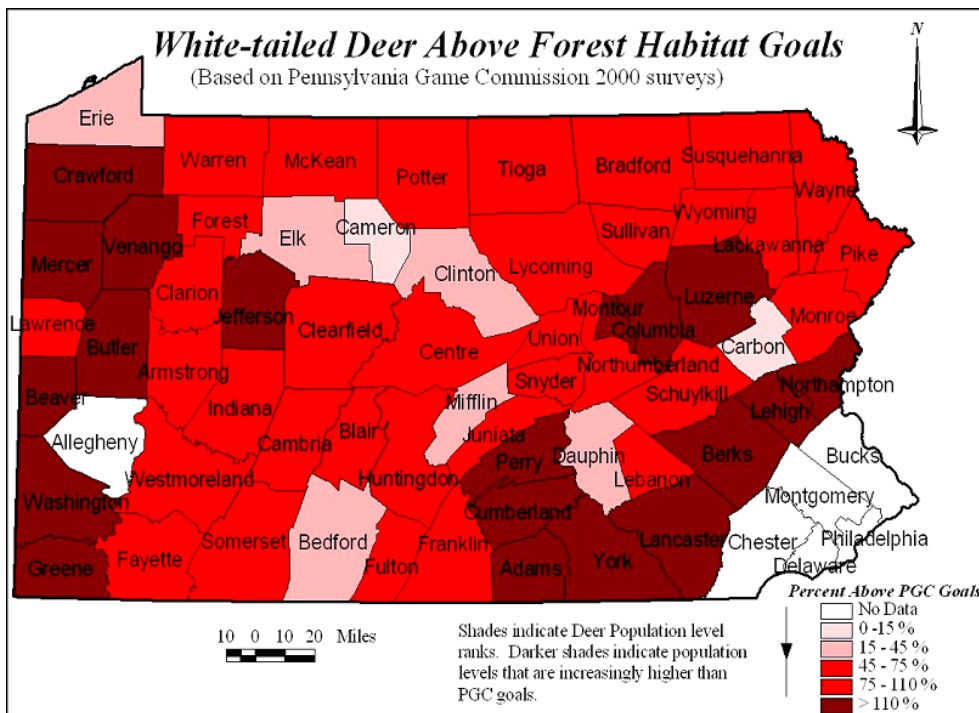 White-tailed Deer Above Forest Habitat Goals
N
(Based on Pennsylvania Game Commission 2000 surveys)
Erie
Warren
McKean
Potter
Tioga
Bradford
Susquehanna
Wayne
Crawford
Forest
Elk
Cameron
Clinton
Lycoming
Sullivan
Wyoming
Lackawanna
Pike
Mercer
Venango
Clarion
Jefferson
Clearfield
Centre
Union
Montour
Columbia
Luzerne
Monroe
Carbon
Lawrence
Butler
Armstrong
Indiana
Snyder
Northumberland
Schuylkill
Northampton
Lehigh
Beaver
Allegheny
Cambria
Blair
Mifflin
Juniata
Huntingdon
Perry
Dauphin
Lebanon
Berks
Bucks
Montgomery
Washington
Westmoreland
Cumberland
Lancaster
Chester
Philadelphia
Delaware
Greene
Fayette
Somerset
Bedford
Fulton
Franklin
Adams
York
10 0 10 20 Miles
Shades indicate Deer Population level
ranks. Darker shades indicate population
levels that are increasingly higher than
PGC goals.
Percent Above PGC Goals
No Data
0 -15 %
15 - 45 %
45 - 75 %
75 - 110 %
> 110 %